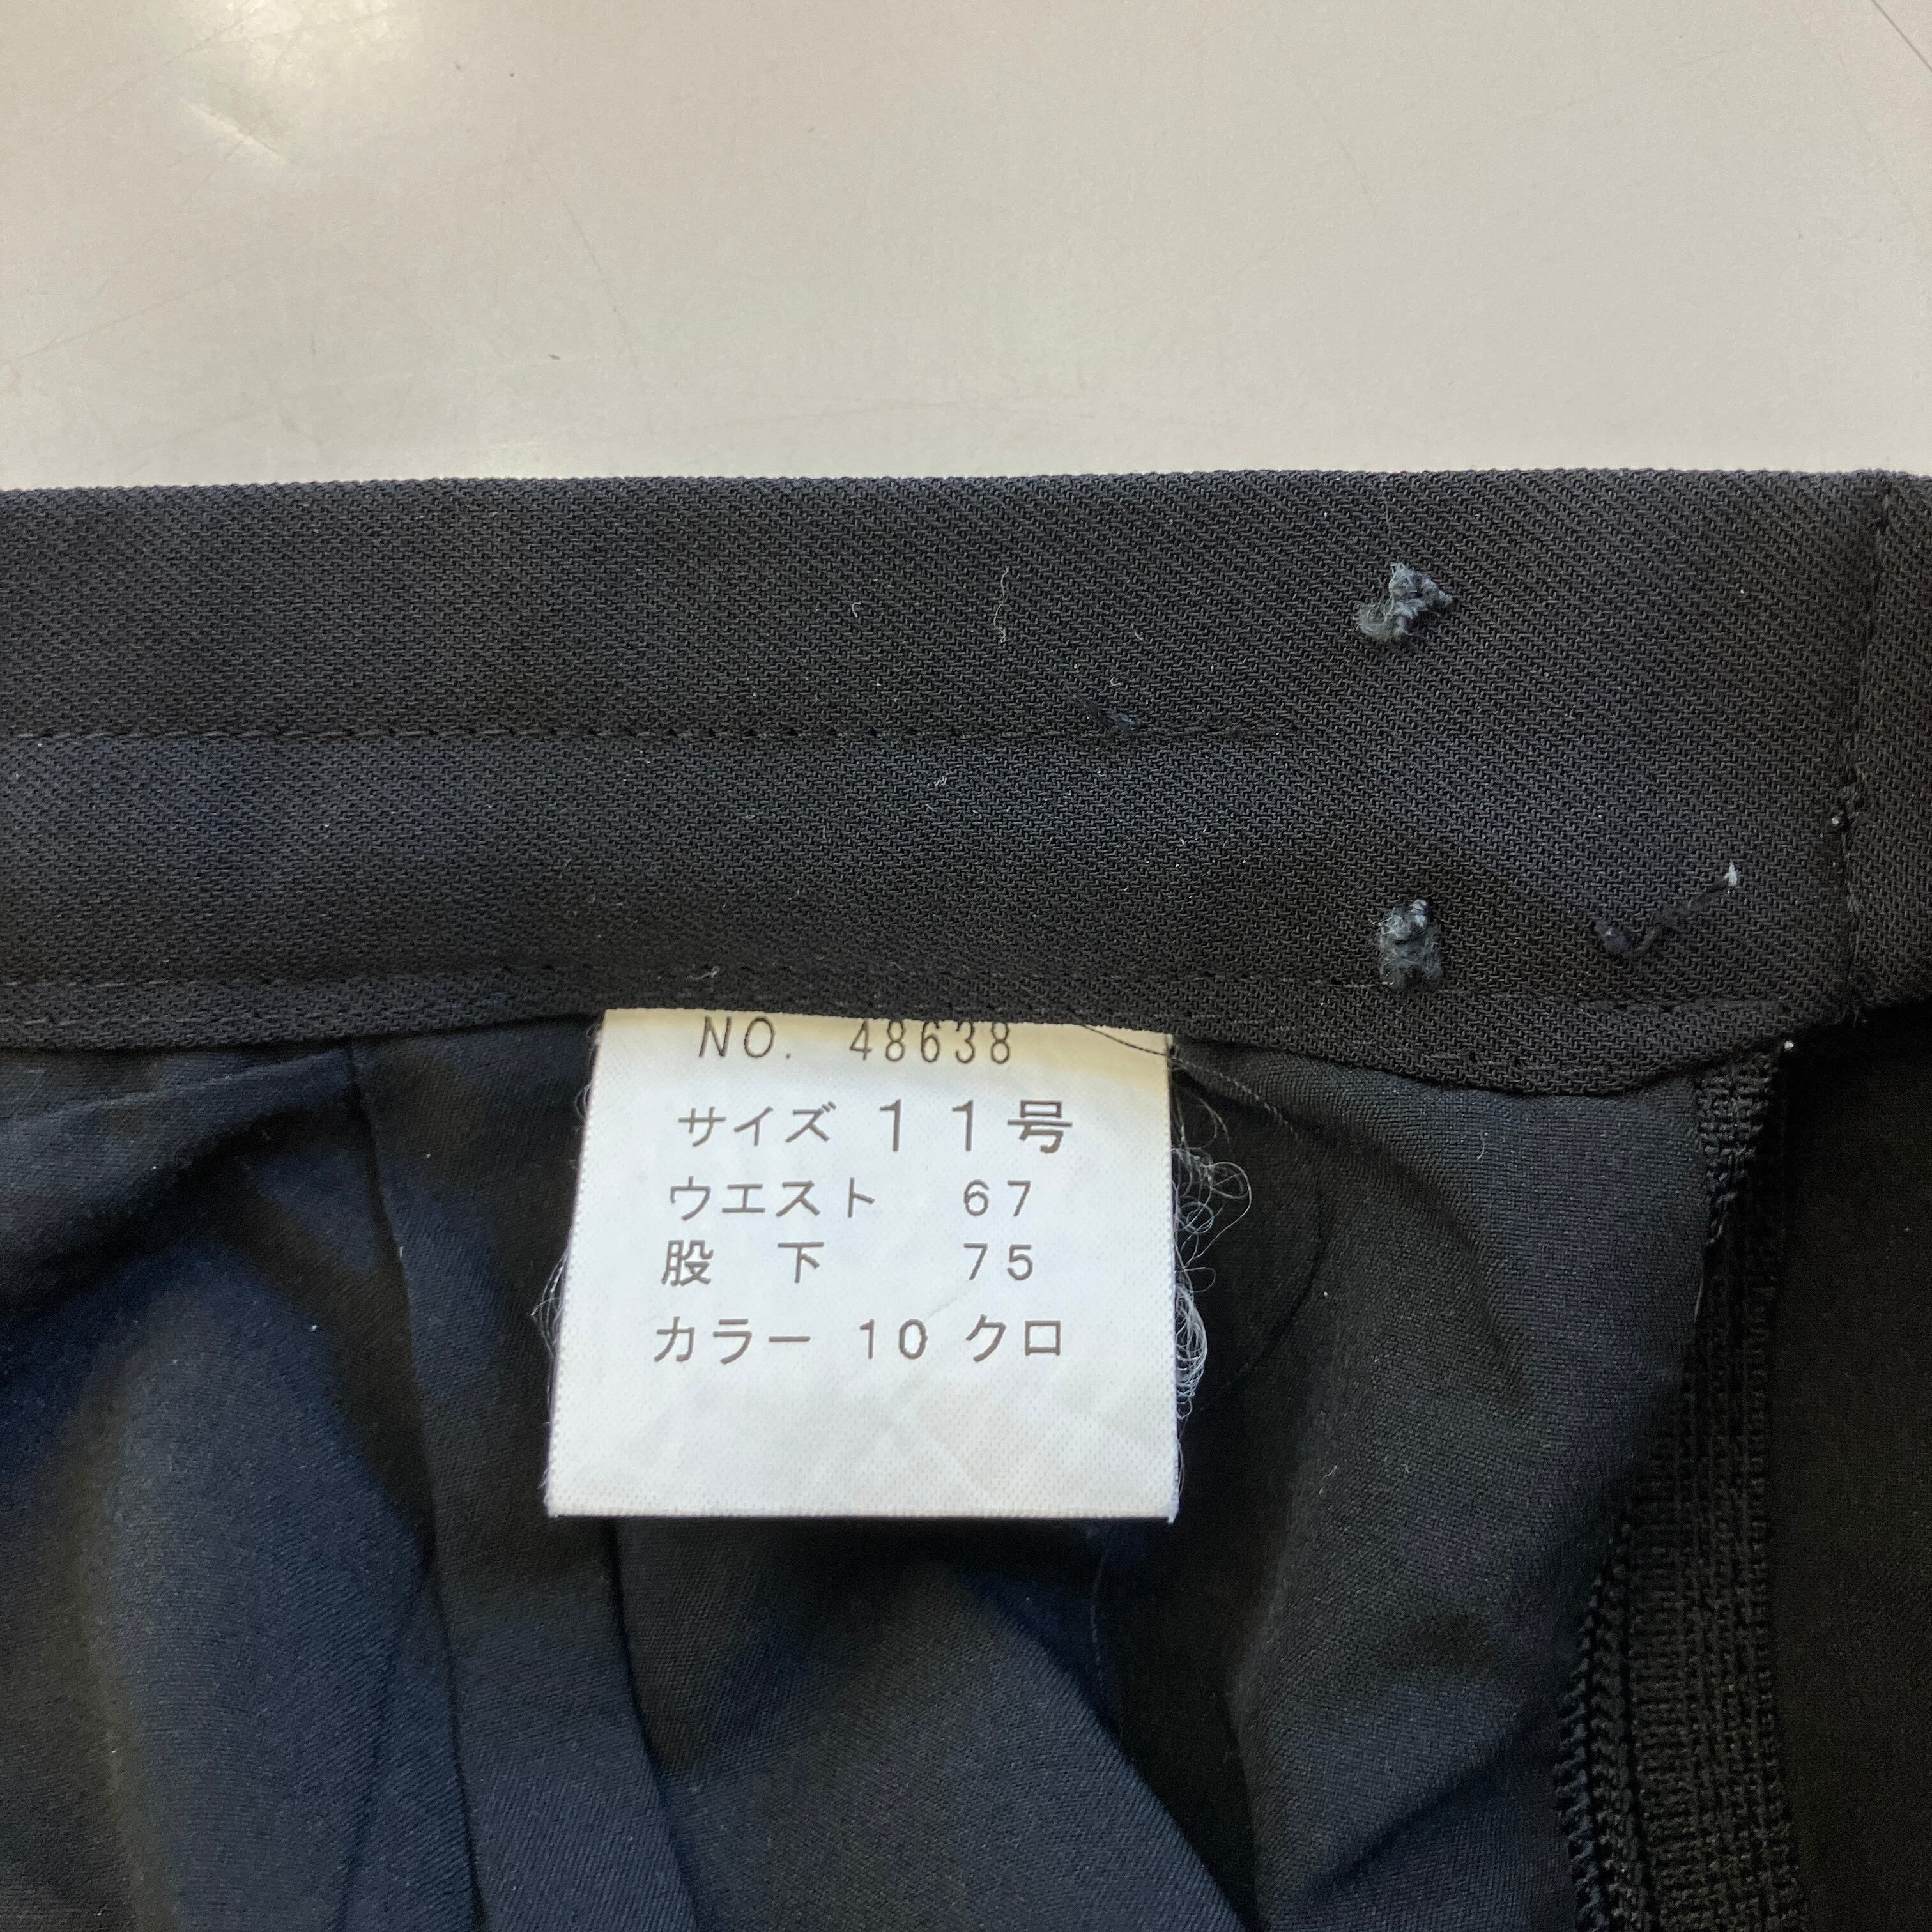 NO. 48638
サイズ 11号
ウエスト 67
股 下 75
カラー 10 クロ